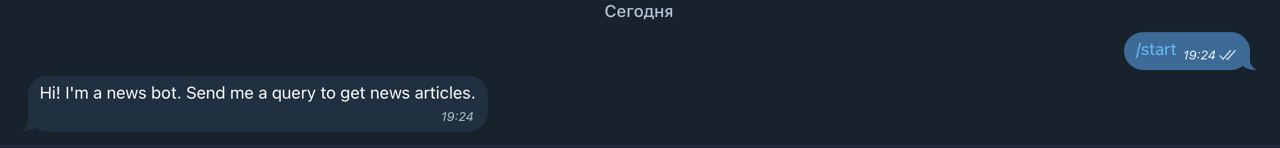 Сегодня
/start 19:24
Hi! I'm a news bot. Send me a query to get news articles.
19:24